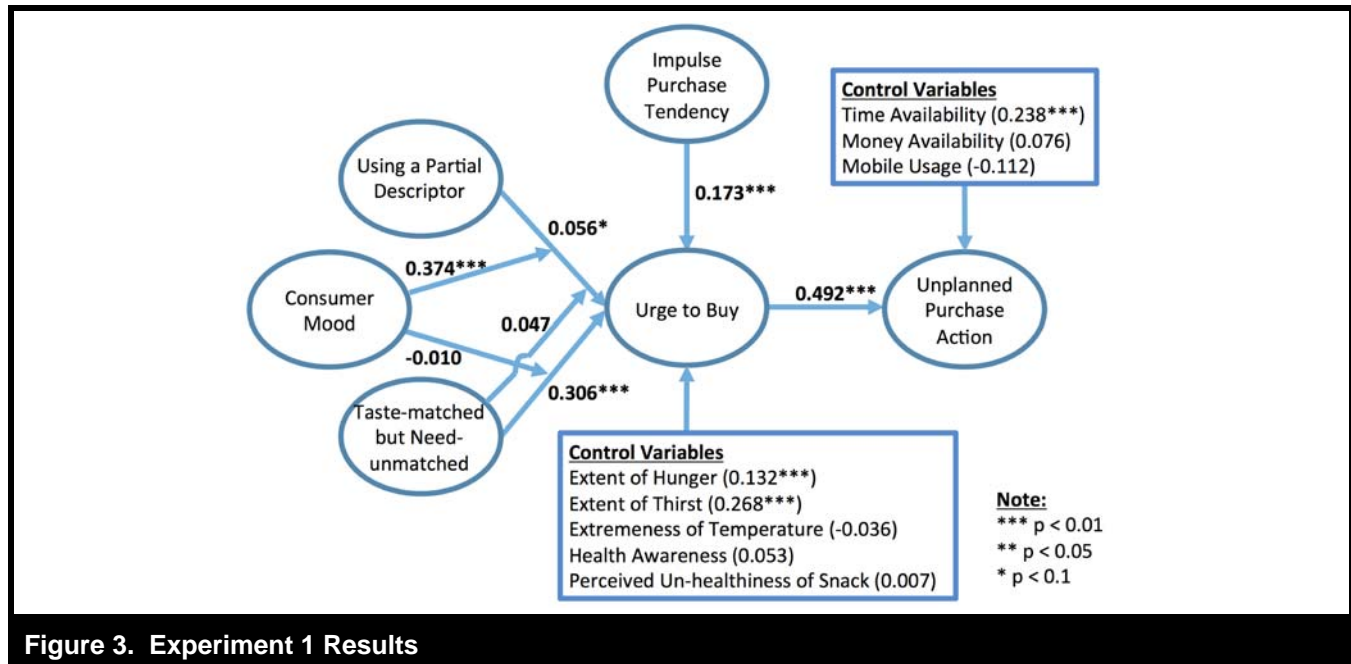 Impulse
Purchase
Tendency
Control Variables
Time Availability (0.238***)
Money Availability (0.076)
Mobile Usage (-0.112)
Using a Partial
Descriptor
0.173***
0.056*
0.374***
Consumer
Mood
0.047
-0.010
Urge to Buy
0.492***
Unplanned
Purchase
Action
0.306***
Taste-matched
but Need-
unmatched
Control Variables
Extent of Hunger (0.132***)
Extent of Thirst (0.268***)
Extremeness of Temperature (-0.036)
Health Awareness (0.053)
Perceived Un-healthiness of Snack (0.007)
Note:
*** p < 0.01
** p < 0.05
* p < 0.1
Figure 3. Experiment 1 Results